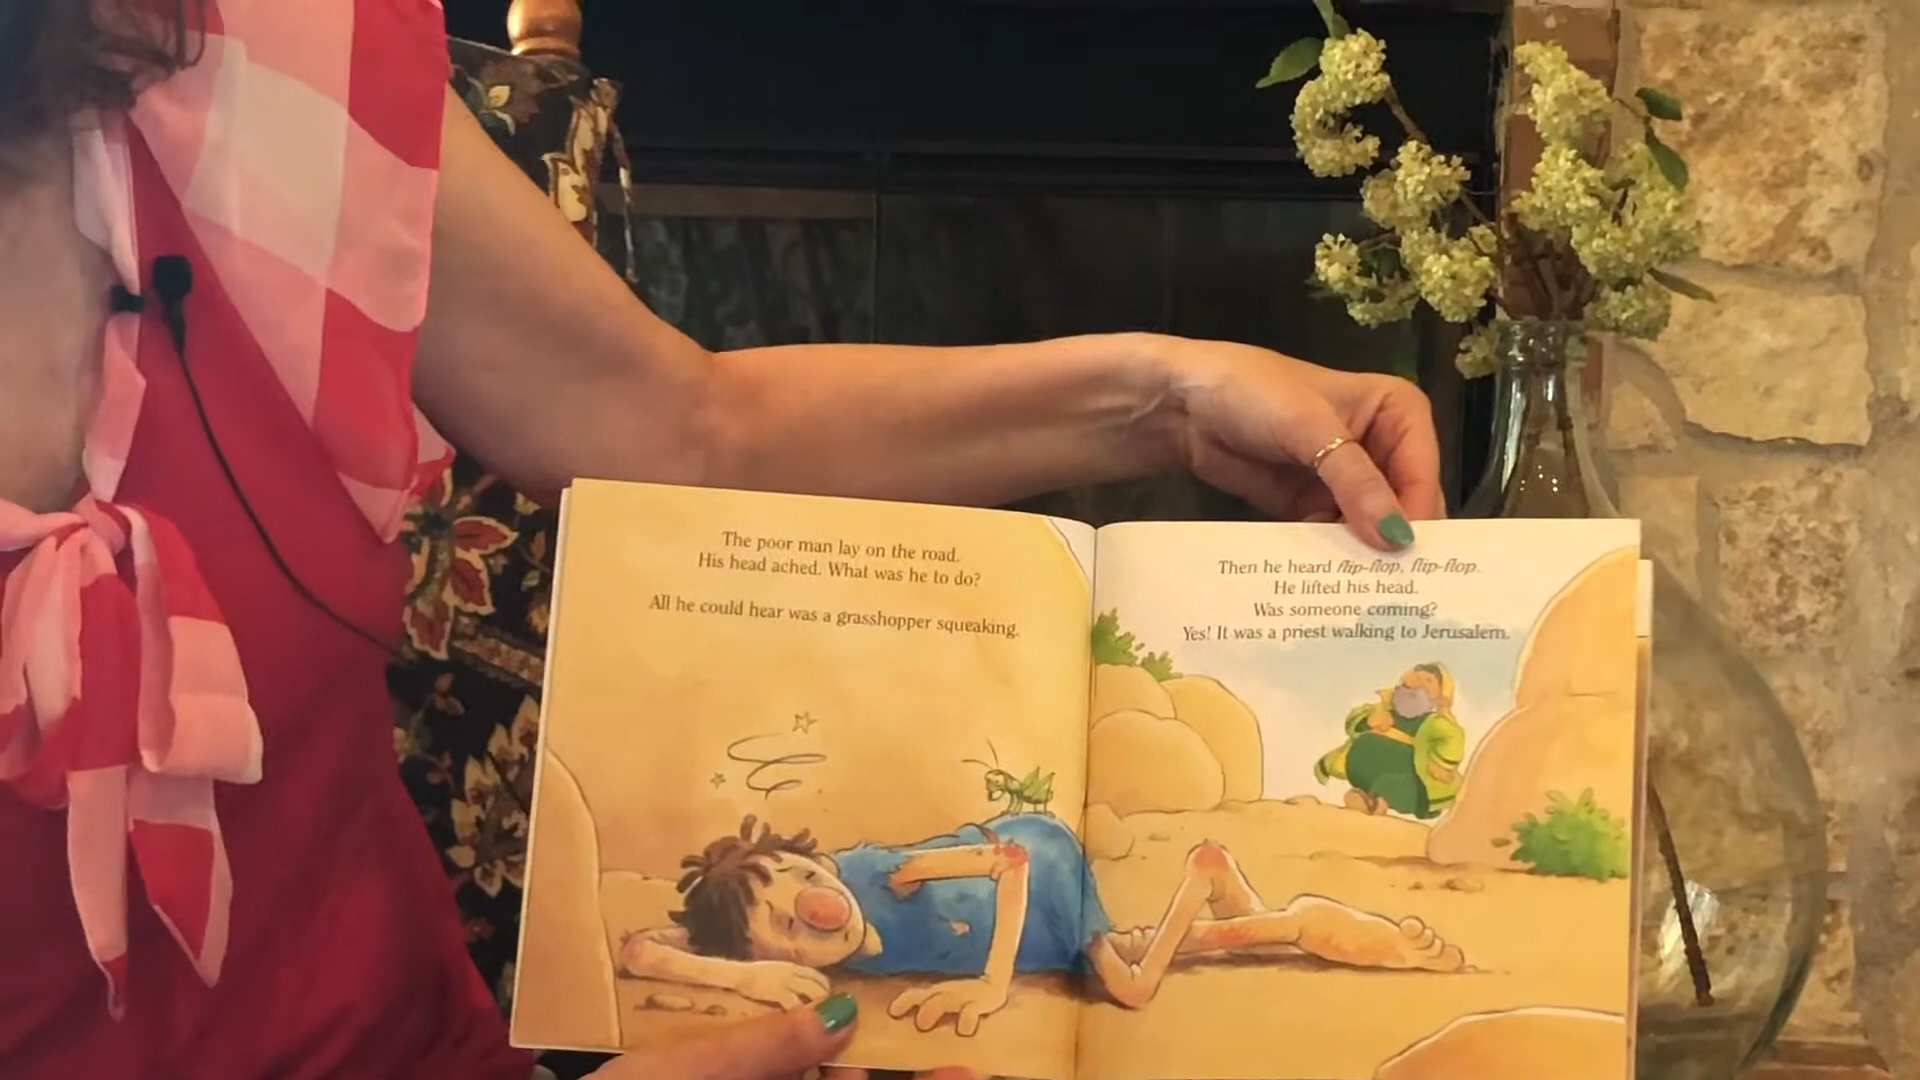 The poor man lay on the road.
His head ached. What was he to do?
All he could hear was a grasshopper squeaking.
Then he heard flip-flop, flip-flop.
He lifted his head.
Was someone coming?
Yes! It was a priest walking to Jerusalem.